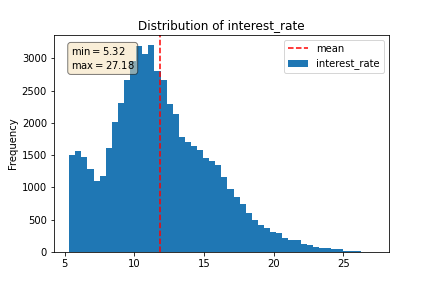 Distribution of interest_rate
min = 5.32
max = 27.18
mean
interest_rate
Frequency
3000
2500
2000
1500
1000
500
0
5
10
15
20
25